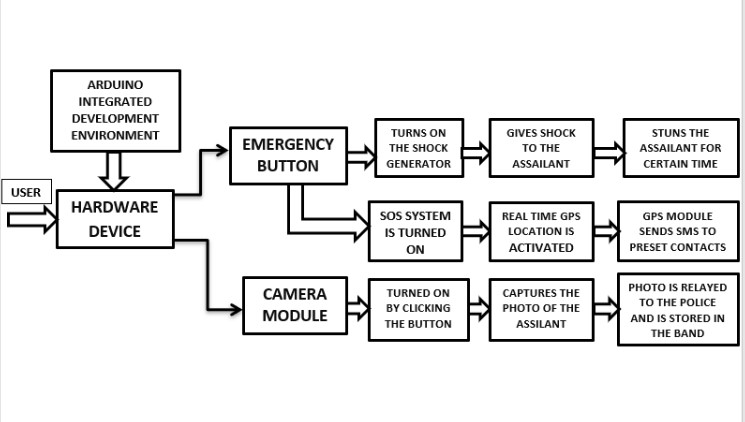 ARDUINO
INTEGRATED
DEVELOPMENT
ENVIRONMENT
USER
HARDWARE
DEVICE
EMERGENCY
BUTTON
TURNS ON
THE SHOCK
GENERATOR
GIVES SHOCK
TO THE
ASSAILANT
STUNS THE
ASSAILANT FOR
CERTAIN TIME
SOS SYSTEM
IS TURNED
ON
REAL TIME GPS
LOCATION IS
ACTIVATED
GPS MODULE
SENDS SMS TO
PRESET CONTACTS
CAMERA
MODULE
TURNED ON
BY CLICKING
THE BUTTON
CAPTURES THE
PHOTO OF THE
ASSILANT
PHOTO IS RELAYED
TO THE POLICE
AND IS STORED IN
THE BAND